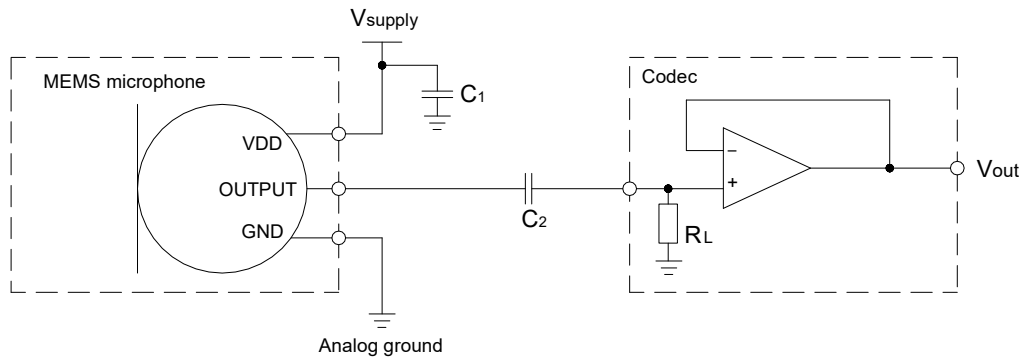 Vsupply
MEMS microphone
Codec
C1
VDD
−
OUTPUT
+
Vout
C2
GND
RL
Analog ground